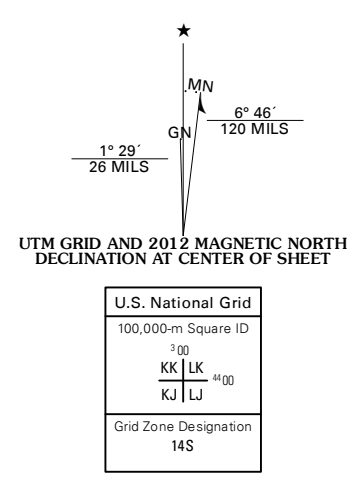 ★
MN
6° 46´
120 MILS
GN
1° 29´
26 MILS
UTM GRID AND 2012 MAGNETIC NORTH
DECLINATION AT CENTER OF SHEET
U.S. National Grid
100,000-m Square ID
³00
KK LK
⁴⁴00
KJ LJ
Grid Zone Designation
14S